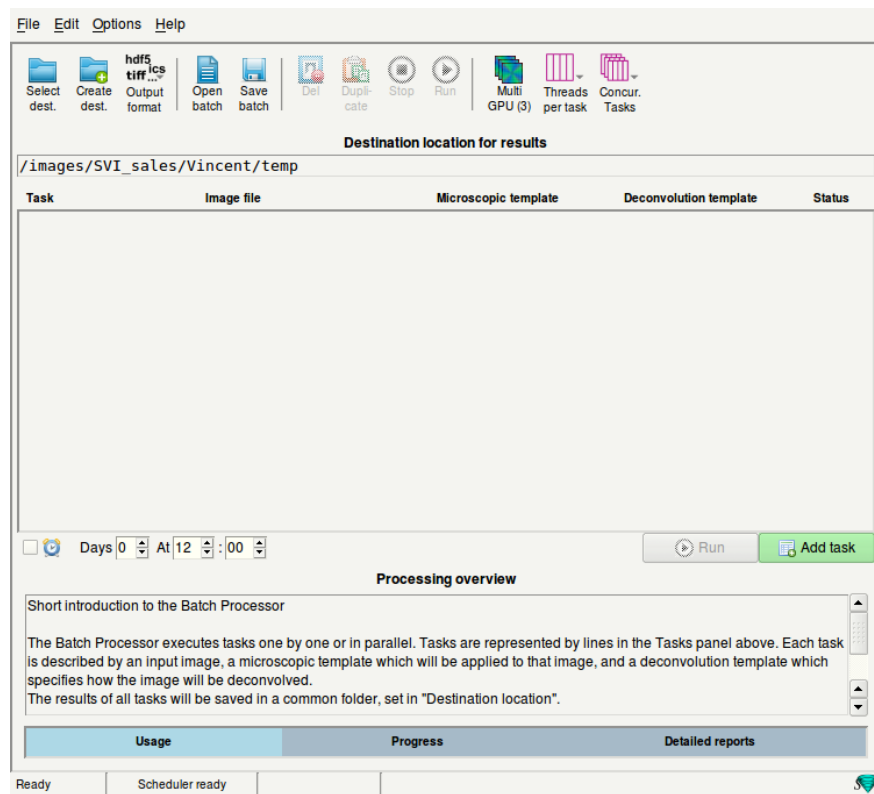 File Edit Options Help
hdf5
tiff ics
...
Select Create Output Open Save Del Dupli- Stop Run Multi Threads Concur.
dest. dest. format batch batch cate GPU (3) per task Tasks
Destination location for results
/images/SVI_sales/Vincent/temp
Task Image file Microscopic template Deconvolution template Status
Days 0 At 12 : 00 Run Add task
Processing overview
Short introduction to the Batch Processor
The Batch Processor executes tasks one by one or in parallel. Tasks are represented by lines in the Tasks panel above. Each task
is described by an input image, a microscopic template which will be applied to that image, and a deconvolution template which
specifies how the image will be deconvolved.
The results of all tasks will be saved in a common folder, set in "Destination location".
Usage Progress Detailed reports
Ready Scheduler ready